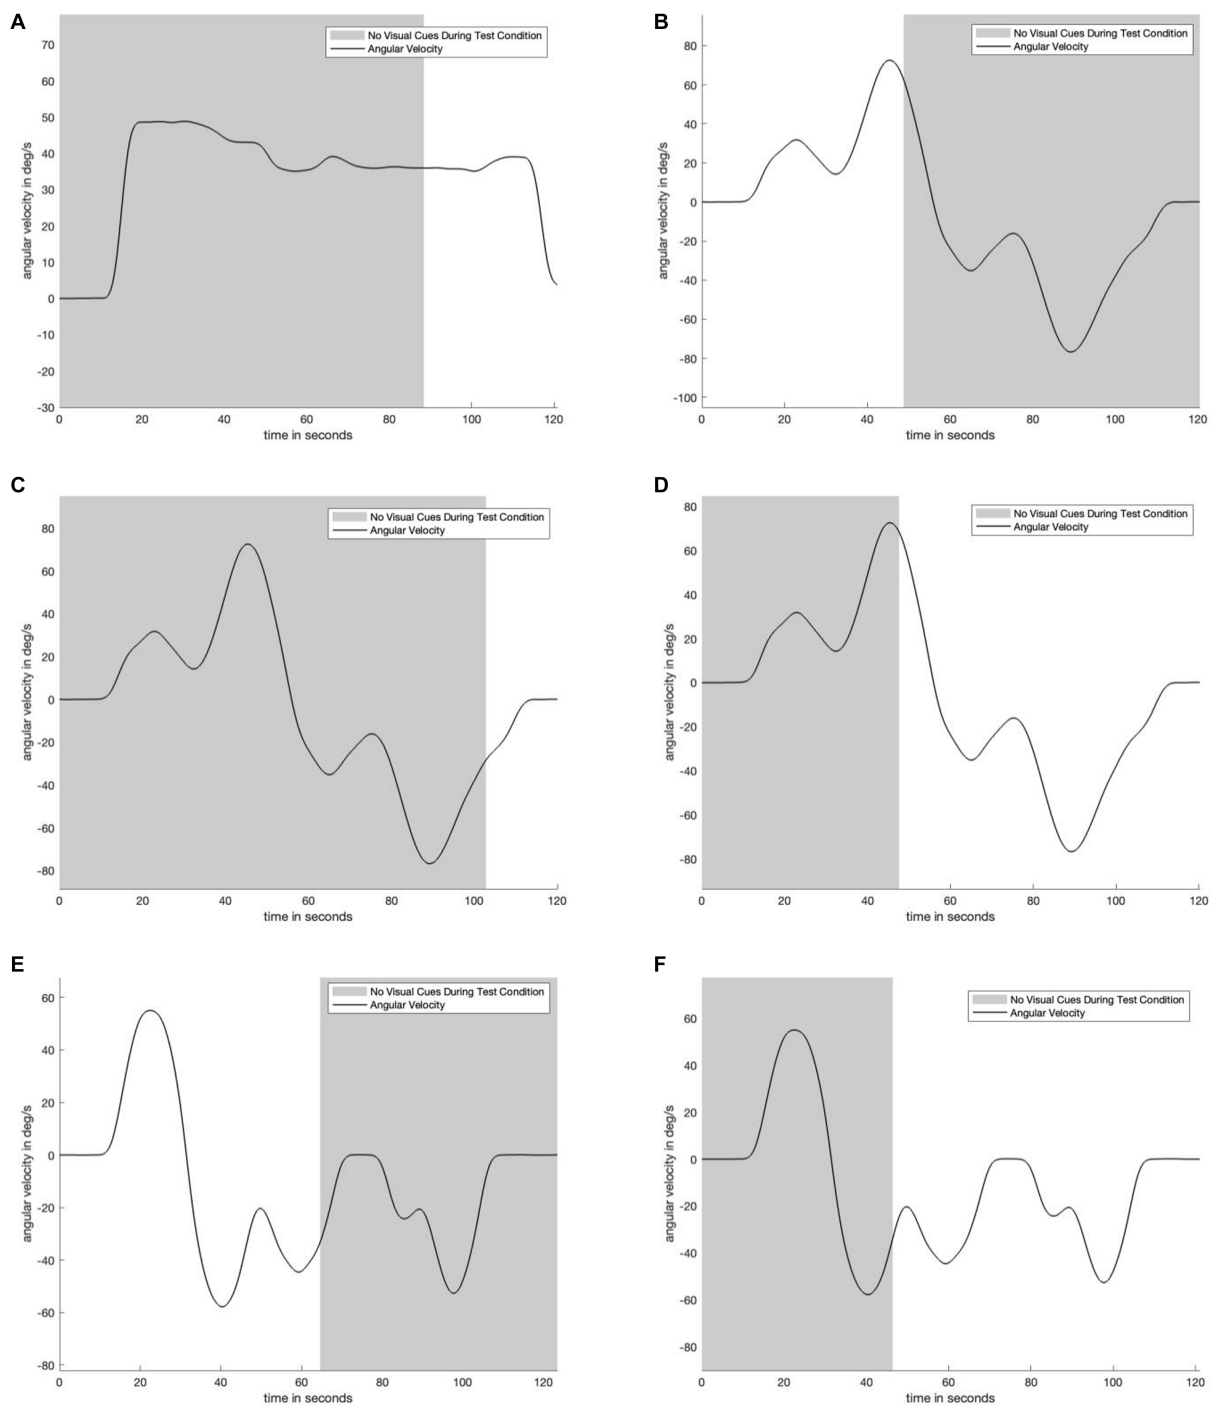 A
No Visual Cues During Test Condition
Angular Velocity
angular velocity in deg/s
70
60
50
40
30
20
10
0
-10
-20
-30
0 20 40 60 80 100 120
time in seconds
B
No Visual Cues During Test Condition
Angular Velocity
angular velocity in deg/s
80
60
40
20
0
-20
-40
-60
-80
-100
0 20 40 60 80 100 120
time in seconds
C
No Visual Cues During Test Condition
Angular Velocity
angular velocity in deg/s
80
60
40
20
0
-20
-40
-60
-80
0 20 40 60 80 100 120
time in seconds
D
No Visual Cues During Test Condition
Angular Velocity
angular velocity in deg/s
80
60
40
20
0
-20
-40
-60
-80
0 20 40 60 80 100 120
time in seconds
E
No Visual Cues During Test Condition
Angular Velocity
angular velocity in deg/s
60
40
20
0
-20
-40
-60
-80
0 20 40 60 80 100 120
time in seconds
F
No Visual Cues During Test Condition
Angular Velocity
angular velocity in deg/s
60
40
20
0
-20
-40
-60
-80
0 20 40 60 80 100 120
time in seconds